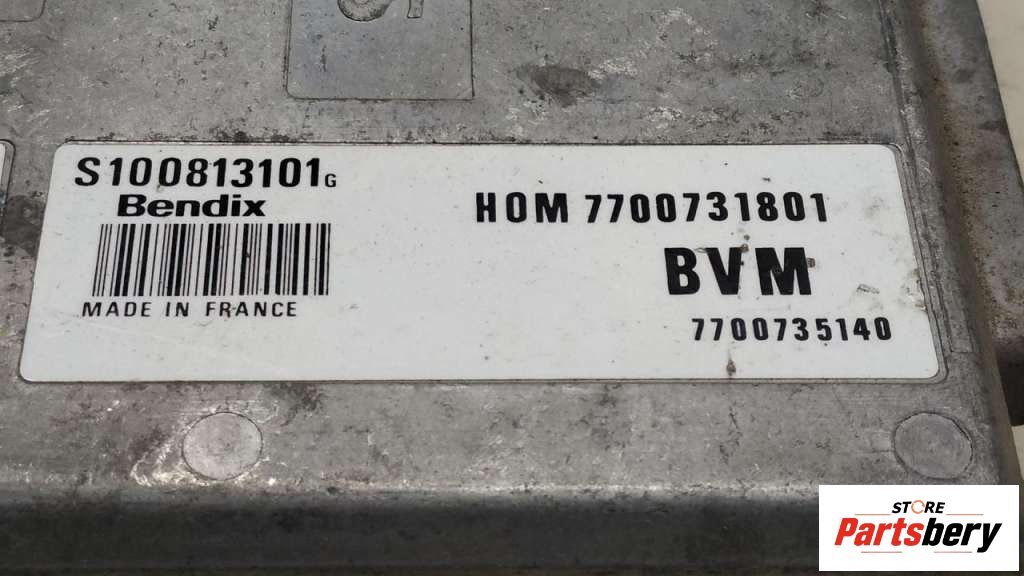 S100813101G
Bendix
MADE IN FRANCE
HOM 7700731801
BVM
7700735140
STORE
Partsbery